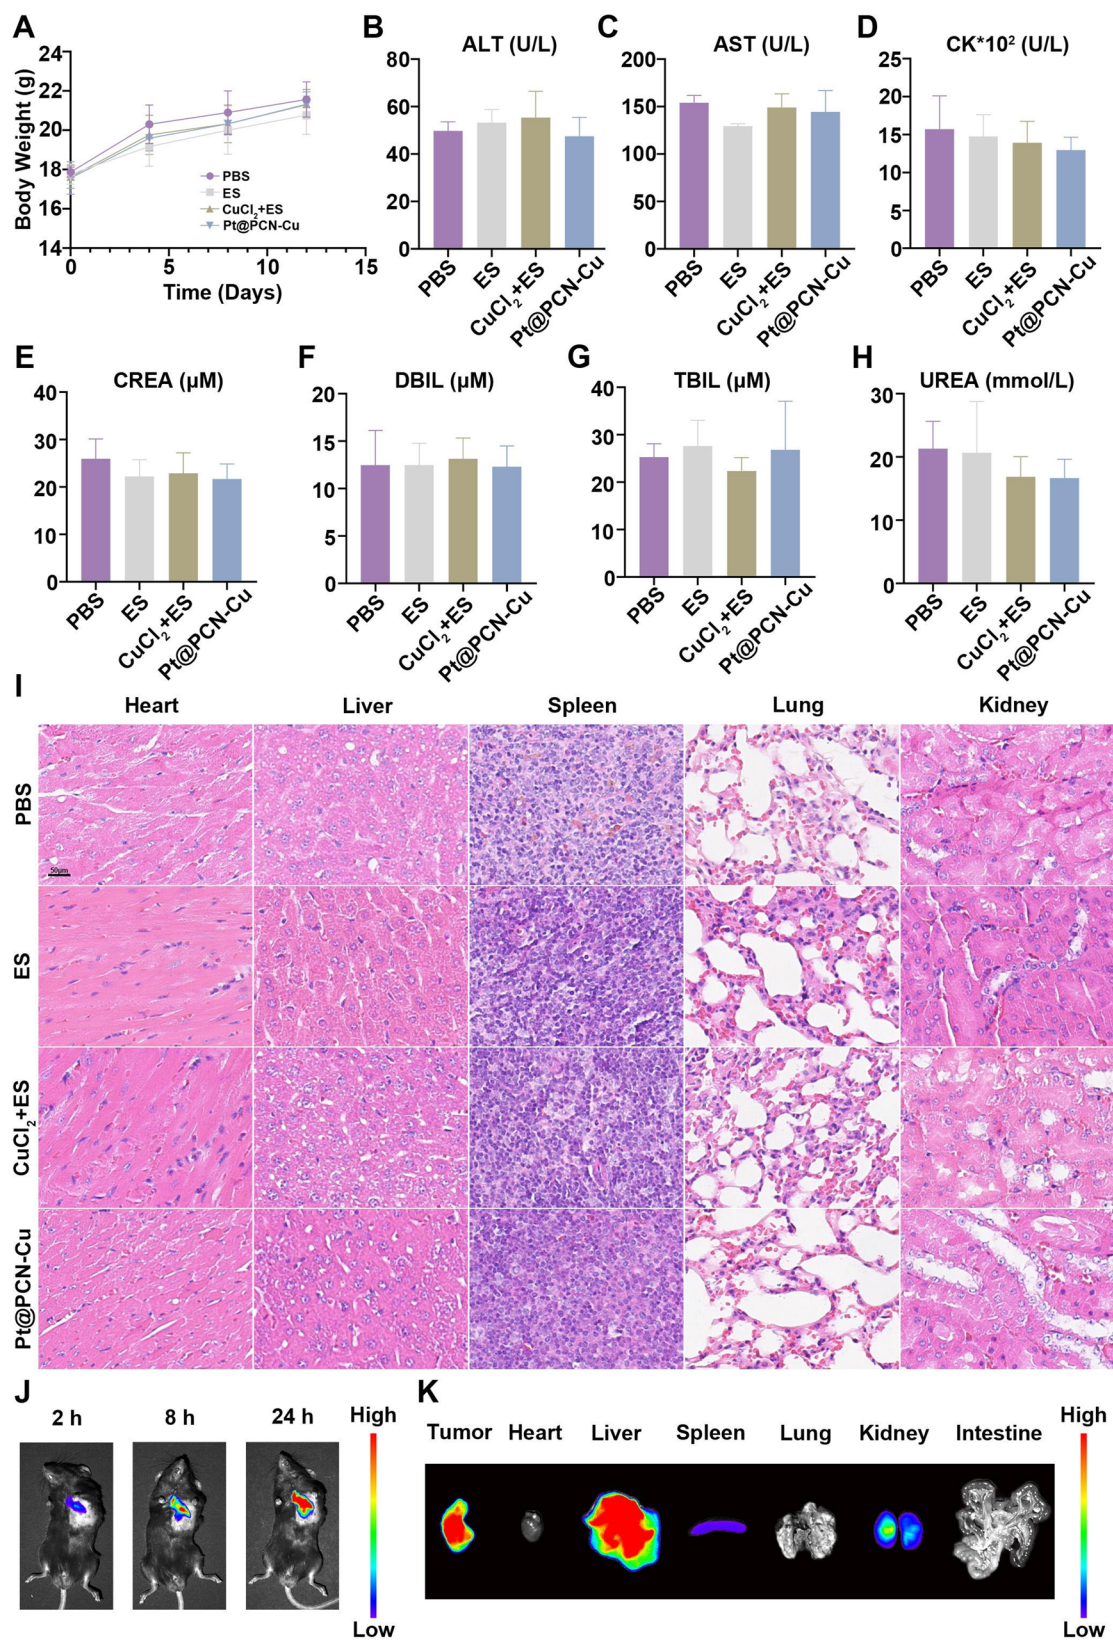 A
Body Weight (g)
24
22
20
18
16
14
0
5
10
15
Time (Days)
PBS
ES
CuCl₂+ES
Pt@PCN-Cu
B
ALT (U/L)
80
60
40
20
0
PBS
ES
CuCl₂+ES
Pt@PCN-Cu
C
AST (U/L)
200
150
100
50
0
PBS
ES
CuCl₂+ES
Pt@PCN-Cu
D
CK*10² (U/L)
25
20
15
10
5
0
PBS
ES
CuCl₂+ES
Pt@PCN-Cu
E
CREA (µM)
40
30
20
10
0
PBS
ES
CuCl₂+ES
Pt@PCN-Cu
F
DBIL (µM)
20
15
10
5
0
PBS
ES
CuCl₂+ES
Pt@PCN-Cu
G
TBIL (µM)
40
30
20
10
0
PBS
ES
CuCl₂+ES
Pt@PCN-Cu
H
UREA (mmol/L)
30
20
10
0
PBS
ES
CuCl₂+ES
Pt@PCN-Cu
I
Heart Liver Spleen Lung Kidney
PBS
50µm
ES
CuCl₂+ES
Pt@PCN-Cu
J
2 h 8 h 24 h
High
Low
K
Tumor Heart Liver Spleen Lung Kidney Intestine
High
Low